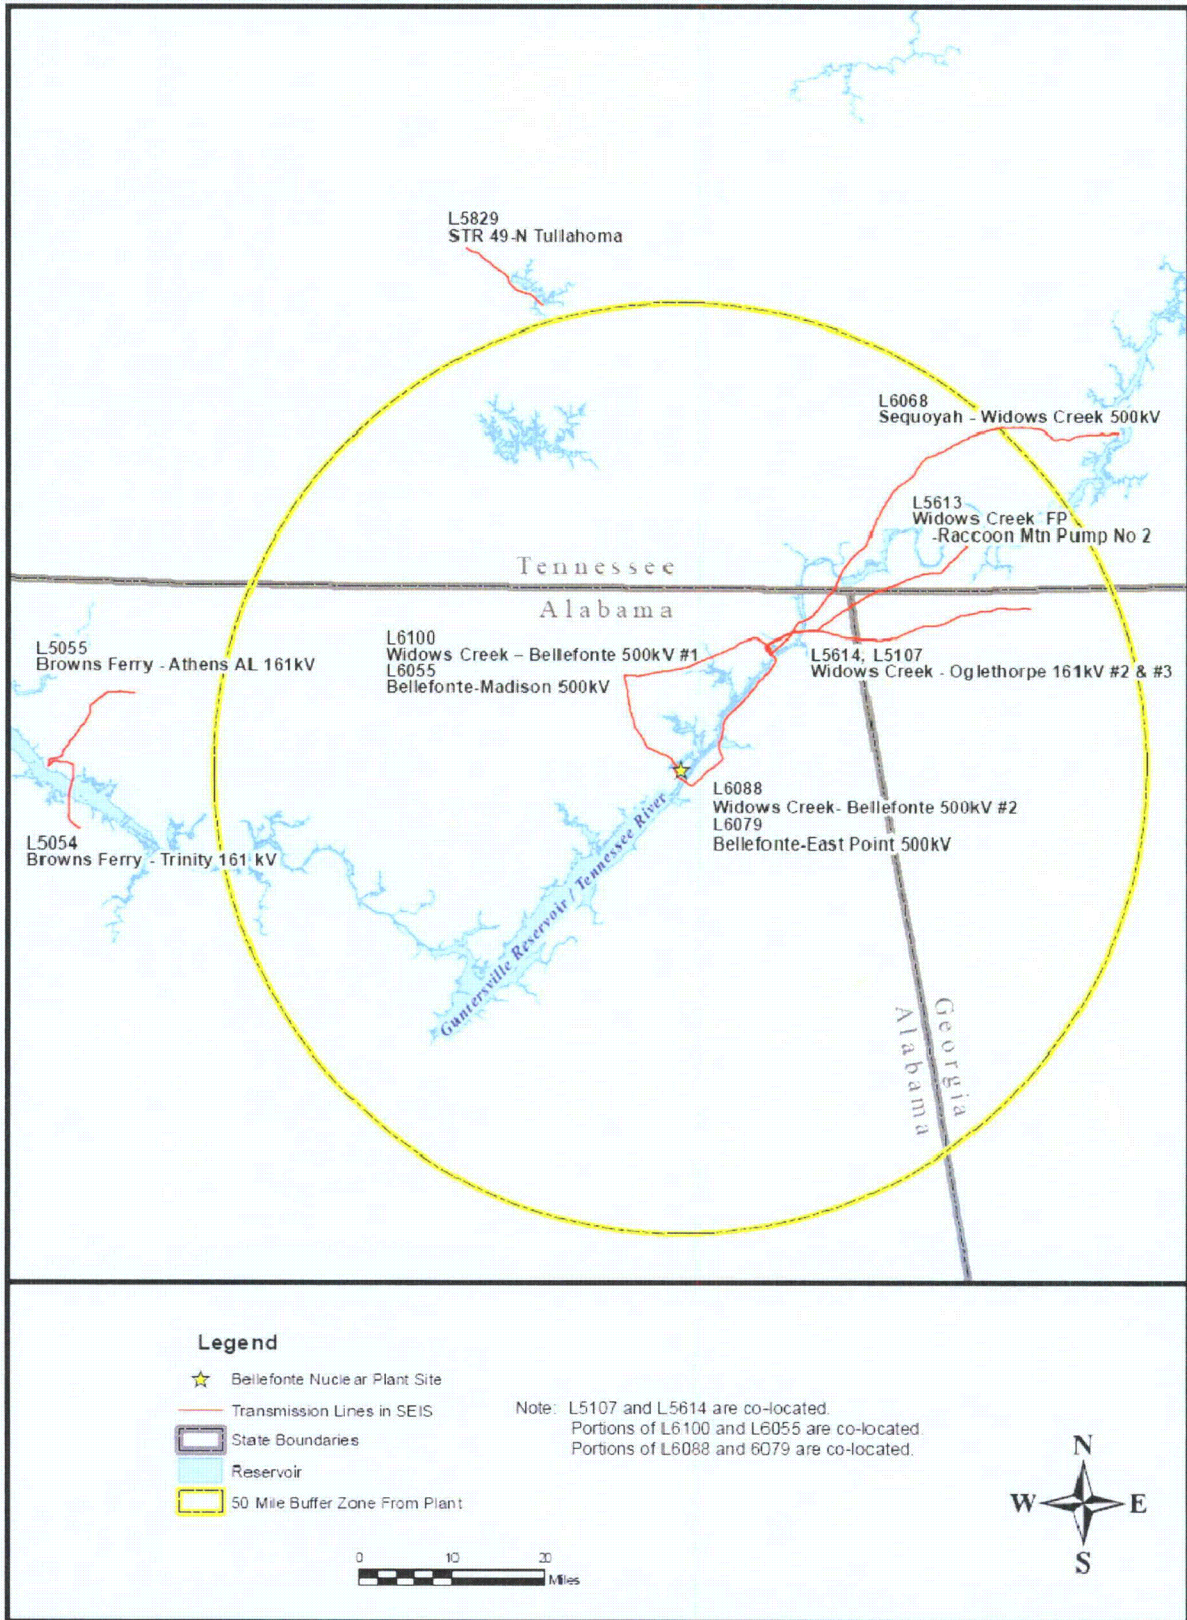 L5829
STR 49-N Tullahoma
L6068
Sequoyah - Widows Creek 500kV
L5613
Widows Creek FP
-Raccoon Mtn Pump No 2
Tennessee
Alabama
L5055
Browns Ferry - Athens AL 161kV
L6100
Widows Creek – Bellefonte 500kV #1
L6055
Bellefonte-Madison 500kV
L5614, L5107
Widows Creek - Oglethorpe 161kV #2 & #3
L6088
Widows Creek- Bellefonte 500kV #2
L6079
Bellefonte-East Point 500kV
L5054
Browns Ferry - Trinity 161 kV
Guntersville Reservoir / Tennessee River
Georgia
Alabama
Legend
Bellefonte Nuclear Plant Site
Transmission Lines in SEIS
State Boundaries
Reservoir
50 Mile Buffer Zone From Plant
Note: L5107 and L5614 are co-located.
Portions of L6100 and L6055 are co-located.
Portions of L6088 and 6079 are co-located.
0 10 20
Miles
N
W E
S